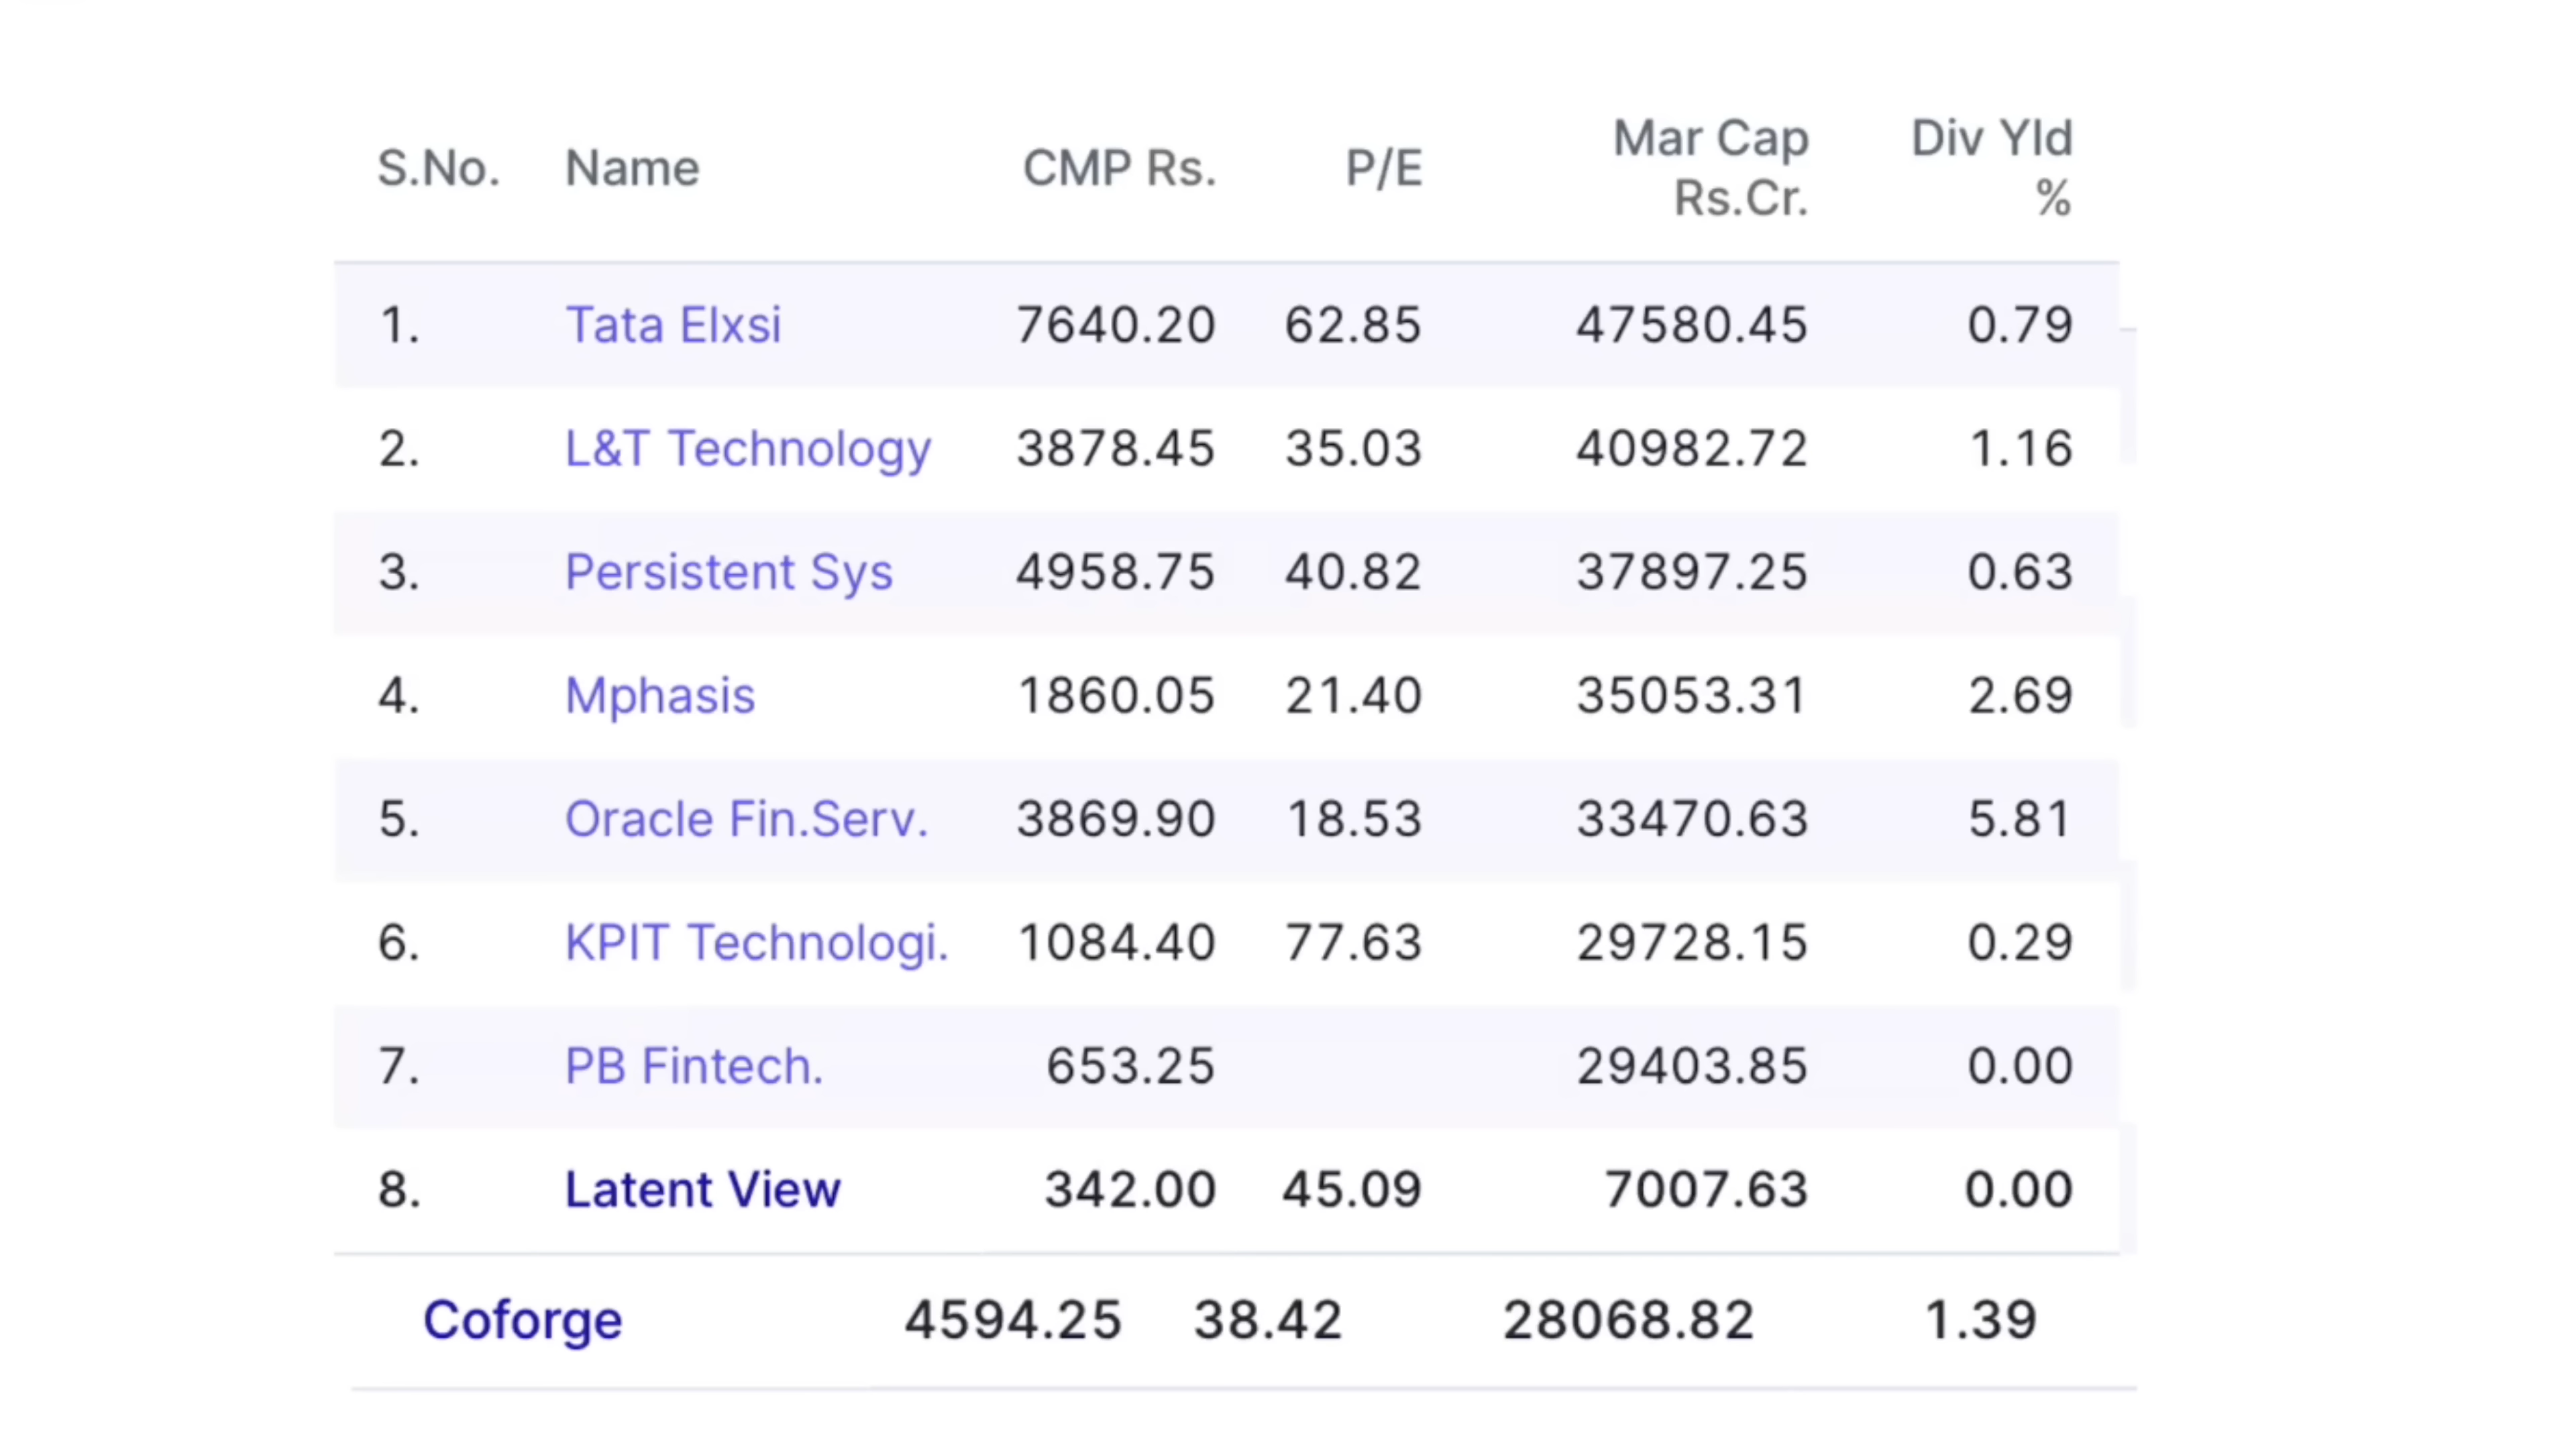 S.No. Name CMP Rs. P/E Mar Cap Rs.Cr. Div Yld %
1. Tata Elxsi 7640.20 62.85 47580.45 0.79
2. L&T Technology 3878.45 35.03 40982.72 1.16
3. Persistent Sys 4958.75 40.82 37897.25 0.63
4. Mphasis 1860.05 21.40 35053.31 2.69
5. Oracle Fin.Serv. 3869.90 18.53 33470.63 5.81
6. KPIT Technologi. 1084.40 77.63 29728.15 0.29
7. PB Fintech. 653.25 29403.85 0.00
8. Latent View 342.00 45.09 7007.63 0.00
Coforge 4594.25 38.42 28068.82 1.39